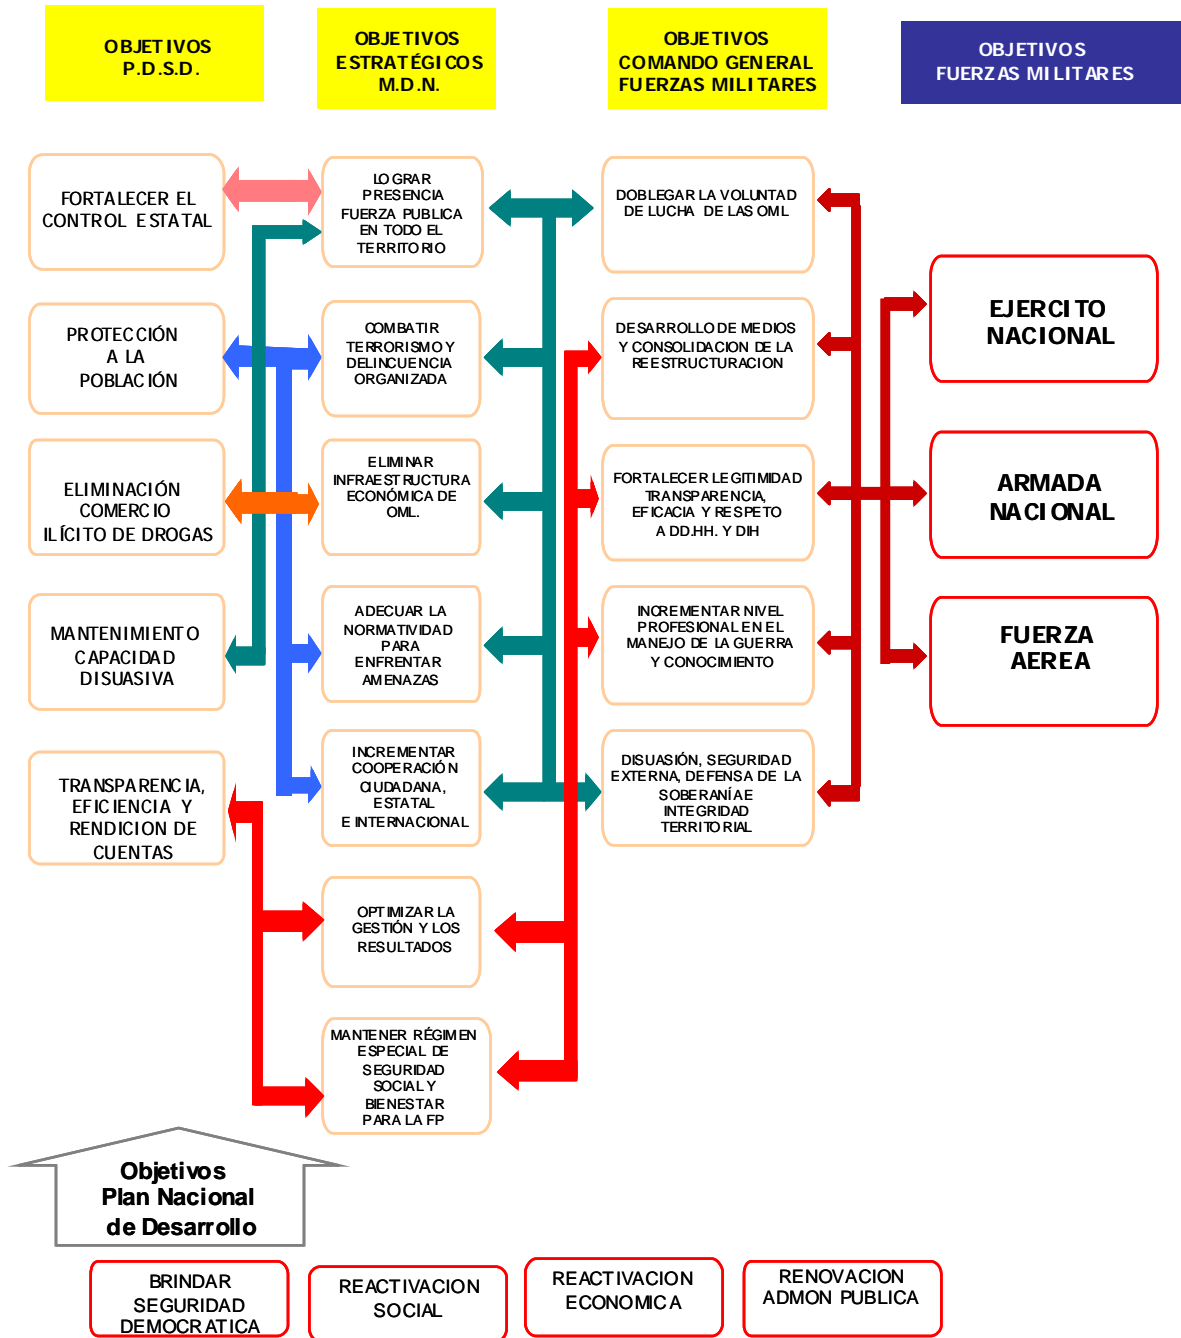 OBJETIVOS
P.D.S.D.
OBJETIVOS
ESTRATÉGICOS
M.D.N.
OBJETIVOS
COMANDO GENERAL
FUERZAS MILITARES
OBJETIVOS
FUERZAS MILITARES
FORTALECER EL
CONTROL ESTATAL
PROTECCIÓN
A LA
POBLACIÓN
ELIMINACIÓN
COMERCIO
ILÍCITO DE DROGAS
MANTENIMIENTO
CAPACIDAD
DISUASIVA
TRANSPARENCIA,
EFICIENCIA Y
RENDICION DE
CUENTAS
LOGRAR
PRESENCIA
FUERZA PUBLICA
EN TODO EL
TERRITORIO
COMBATIR
TERRORISMO Y
DELINCUENCIA
ORGANIZADA
ELIMINAR
INFRAESTRUCTURA
ECONÓMICA DE
OML.
ADECUAR LA
NORMATIVIDAD
PARA
ENFRENTAR
AMENAZAS
INCREMENTAR
COOPERACIÓN
CIUDADANA,
ESTATAL
E INTERNACIONAL
OPTIMIZAR LA
GESTIÓN Y LOS
RESULTADOS
MANTENER RÉGIMEN
ESPECIAL DE
SEGURIDAD
SOCIAL Y
BIENESTAR
PARA LA FP
DOBLEGAR LA VOLUNTAD
DE LUCHA DE LAS OML
DESARROLLO DE MEDIOS
Y CONSOLIDACION DE LA
REESTRUCTURACION
FORTALECER LEGITIMIDAD
TRANSPARENCIA,
EFICACIA Y RESPETO
A DD.HH. Y DIH
INCREMENTAR NIVEL
PROFESIONAL EN EL
MANEJO DE LA GUERRA
Y CONOCIMIENTO
DISUASIÓN, SEGURIDAD
EXTERNA, DEFENSA DE LA
SOBERANÍA E
INTEGRIDAD
TERRITORIAL
EJERCITO
NACIONAL
ARMADA
NACIONAL
FUERZA
AEREA
Objetivos
Plan Nacional
de Desarrollo
BRINDAR
SEGURIDAD
DEMOCRATICA
REACTIVACION
SOCIAL
REACTIVACION
ECONOMICA
RENOVACION
ADMON PUBLICA